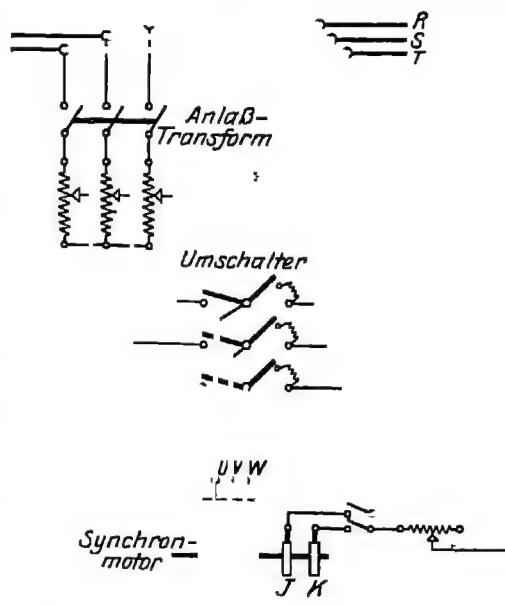 R
S
T
Anlaß-
Transform
Umschalter
U V W
Synchron-
motor
J K